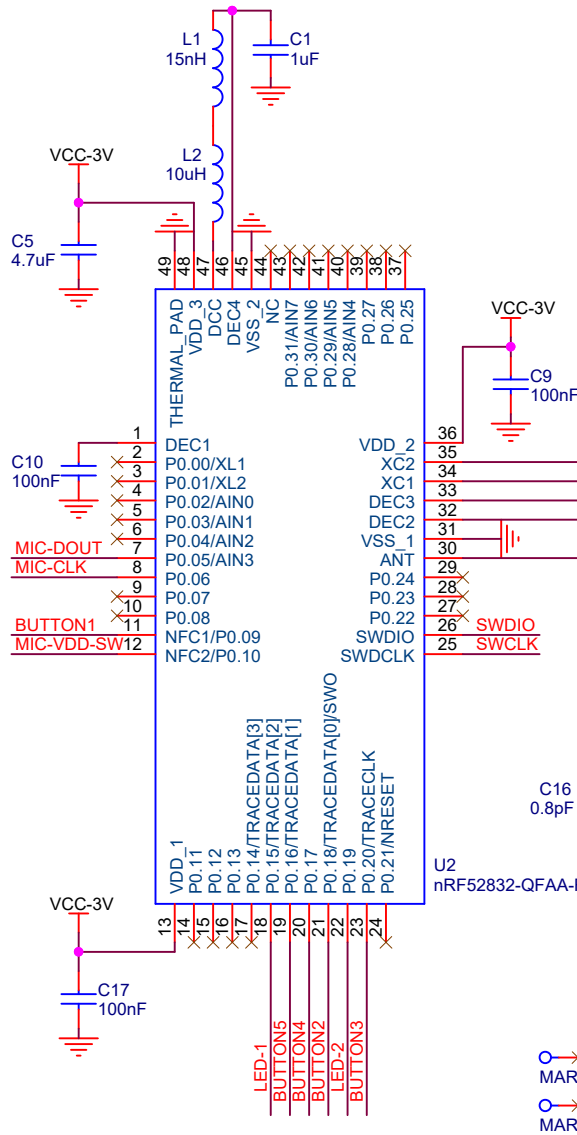 L1
15nH
C1
1uF
L2
10uH
VCC-3V
C5
4.7uF
49
48
47
46
45
44
43
42
41
40
39
38
37
THERMAL_PAD
VDD_3
DCC
DEC4
VSS_2
NC
P0.31/AIN7
P0.30/AIN6
P0.29/AIN5
P0.28/AIN4
P0.27
P0.26
P0.25
VCC-3V
C9
100nF
C10
100nF
1 DEC1
2 P0.00/XL1
3 P0.01/XL2
4 P0.02/AIN0
5 P0.03/AIN1
6 P0.04/AIN2
MIC-DOUT 7 P0.05/AIN3
MIC-CLK 8 P0.06
9 P0.07
10 P0.08
BUTTON1 11 NFC1/P0.09
MIC-VDD-SW 12 NFC2/P0.10
VDD_2 36
XC2 35
XC1 34
DEC3 33
DEC2 32
VSS_1 31
ANT 30
P0.24 29
P0.23 28
P0.22 27
SWDIO 26 SWDIO
SWDCLK 25 SWCLK
VDD_1
P0.11
P0.12
P0.13
P0.14/TRACEDATA[3]
P0.15/TRACEDATA[2]
P0.16/TRACEDATA[1]
P0.17
P0.18/TRACEDATA[0]/SWO
P0.19
P0.20/TRACECLK
P0.21/NRESET
13
14
15
16
17
18
19
20
21
22
23
24
C16
0.8pF
U2
nRF52832-QFAA-
VCC-3V
C17
100nF
LED-1
BUTTON5
BUTTON4
BUTTON2
LED-2
BUTTON3
MAR
MAR